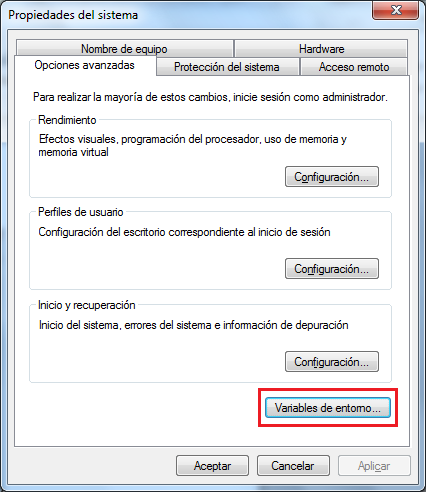 Propiedades del sistema
Nombre de equipo
Hardware
Opciones avanzadas
Protección del sistema
Acceso remoto
Para realizar la mayoría de estos cambios, inicie sesión como administrador.
Rendimiento
Efectos visuales, programación del procesador, uso de memoria y
memoria virtual
Configuración...
Perfiles de usuario
Configuración del escritorio correspondiente al inicio de sesión
Configuración...
Inicio y recuperación
Inicio del sistema, errores del sistema e información de depuración
Configuración...
Variables de entorno...
Aceptar
Cancelar
Aplicar